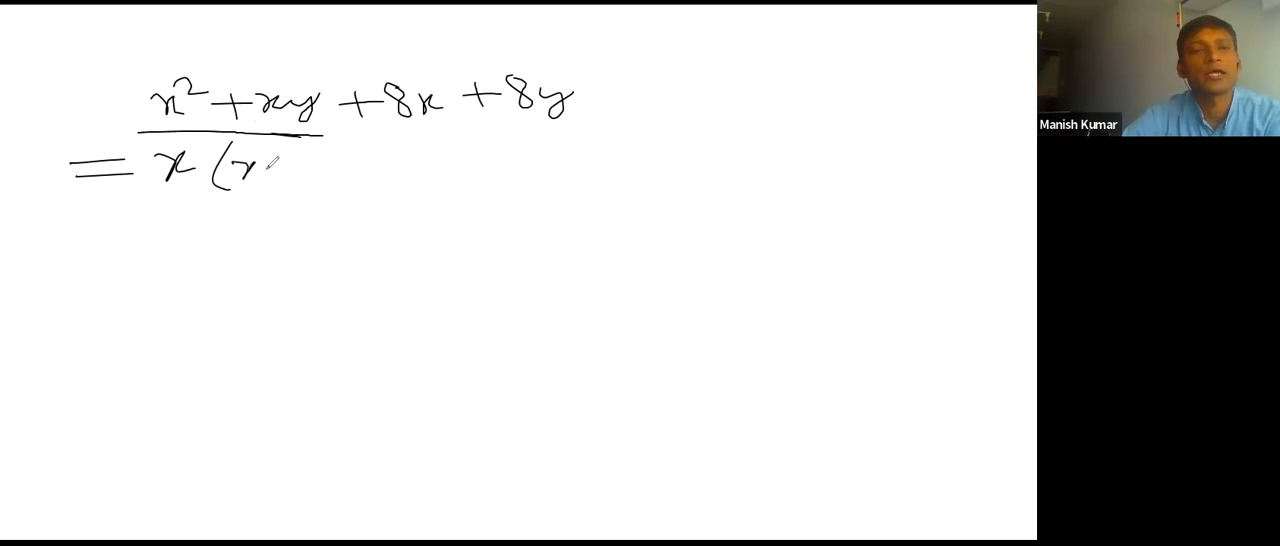 x² + xy + 8x + 8y
= x (x
Manish Kumar